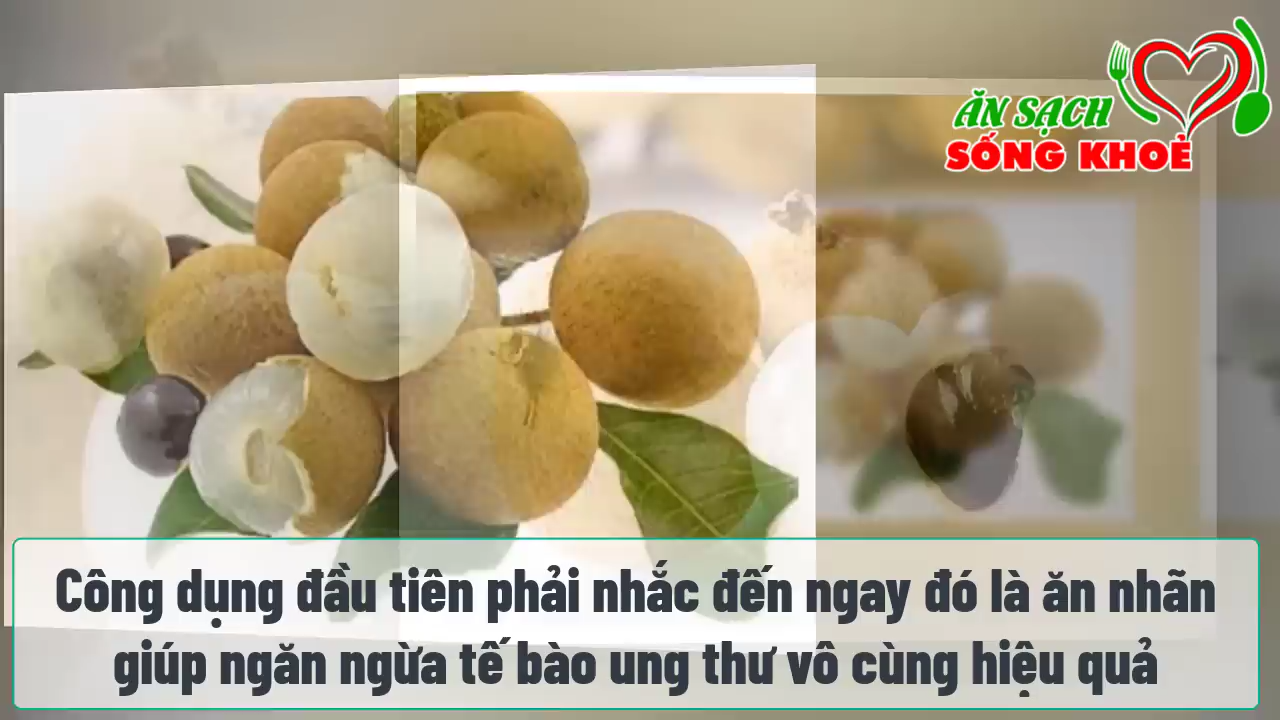 ĂN SẠCH
SỐNG KHOẺ
Công dụng đầu tiên phải nhắc đến ngay đó là ăn nhãn
giúp ngăn ngừa tế bào ung thư vô cùng hiệu quả